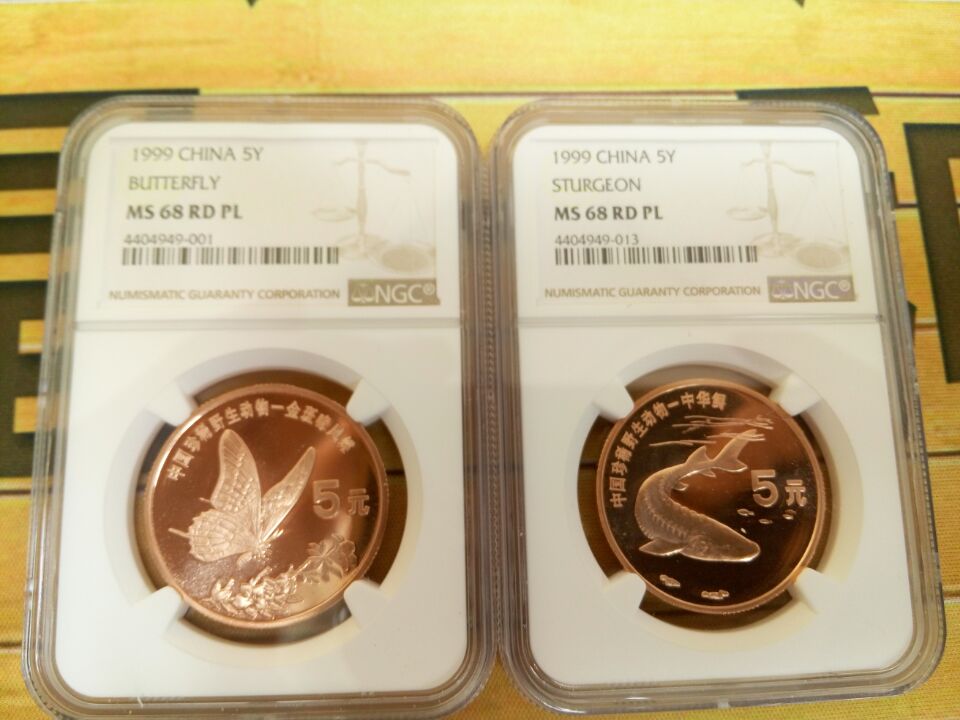 1999 CHINA 5Y
BUTTERFLY
MS 68 RD PL
4404949-001
NUMISMATIC GUARANTY CORPORATION NGC®
中国珍稀野生动物—金斑喙凤蝶
5元
1999 CHINA 5Y
STURGEON
MS 68 RD PL
4404949-013
NUMISMATIC GUARANTY CORPORATION NGC®
中国珍稀野生动物—中华鲟
5元